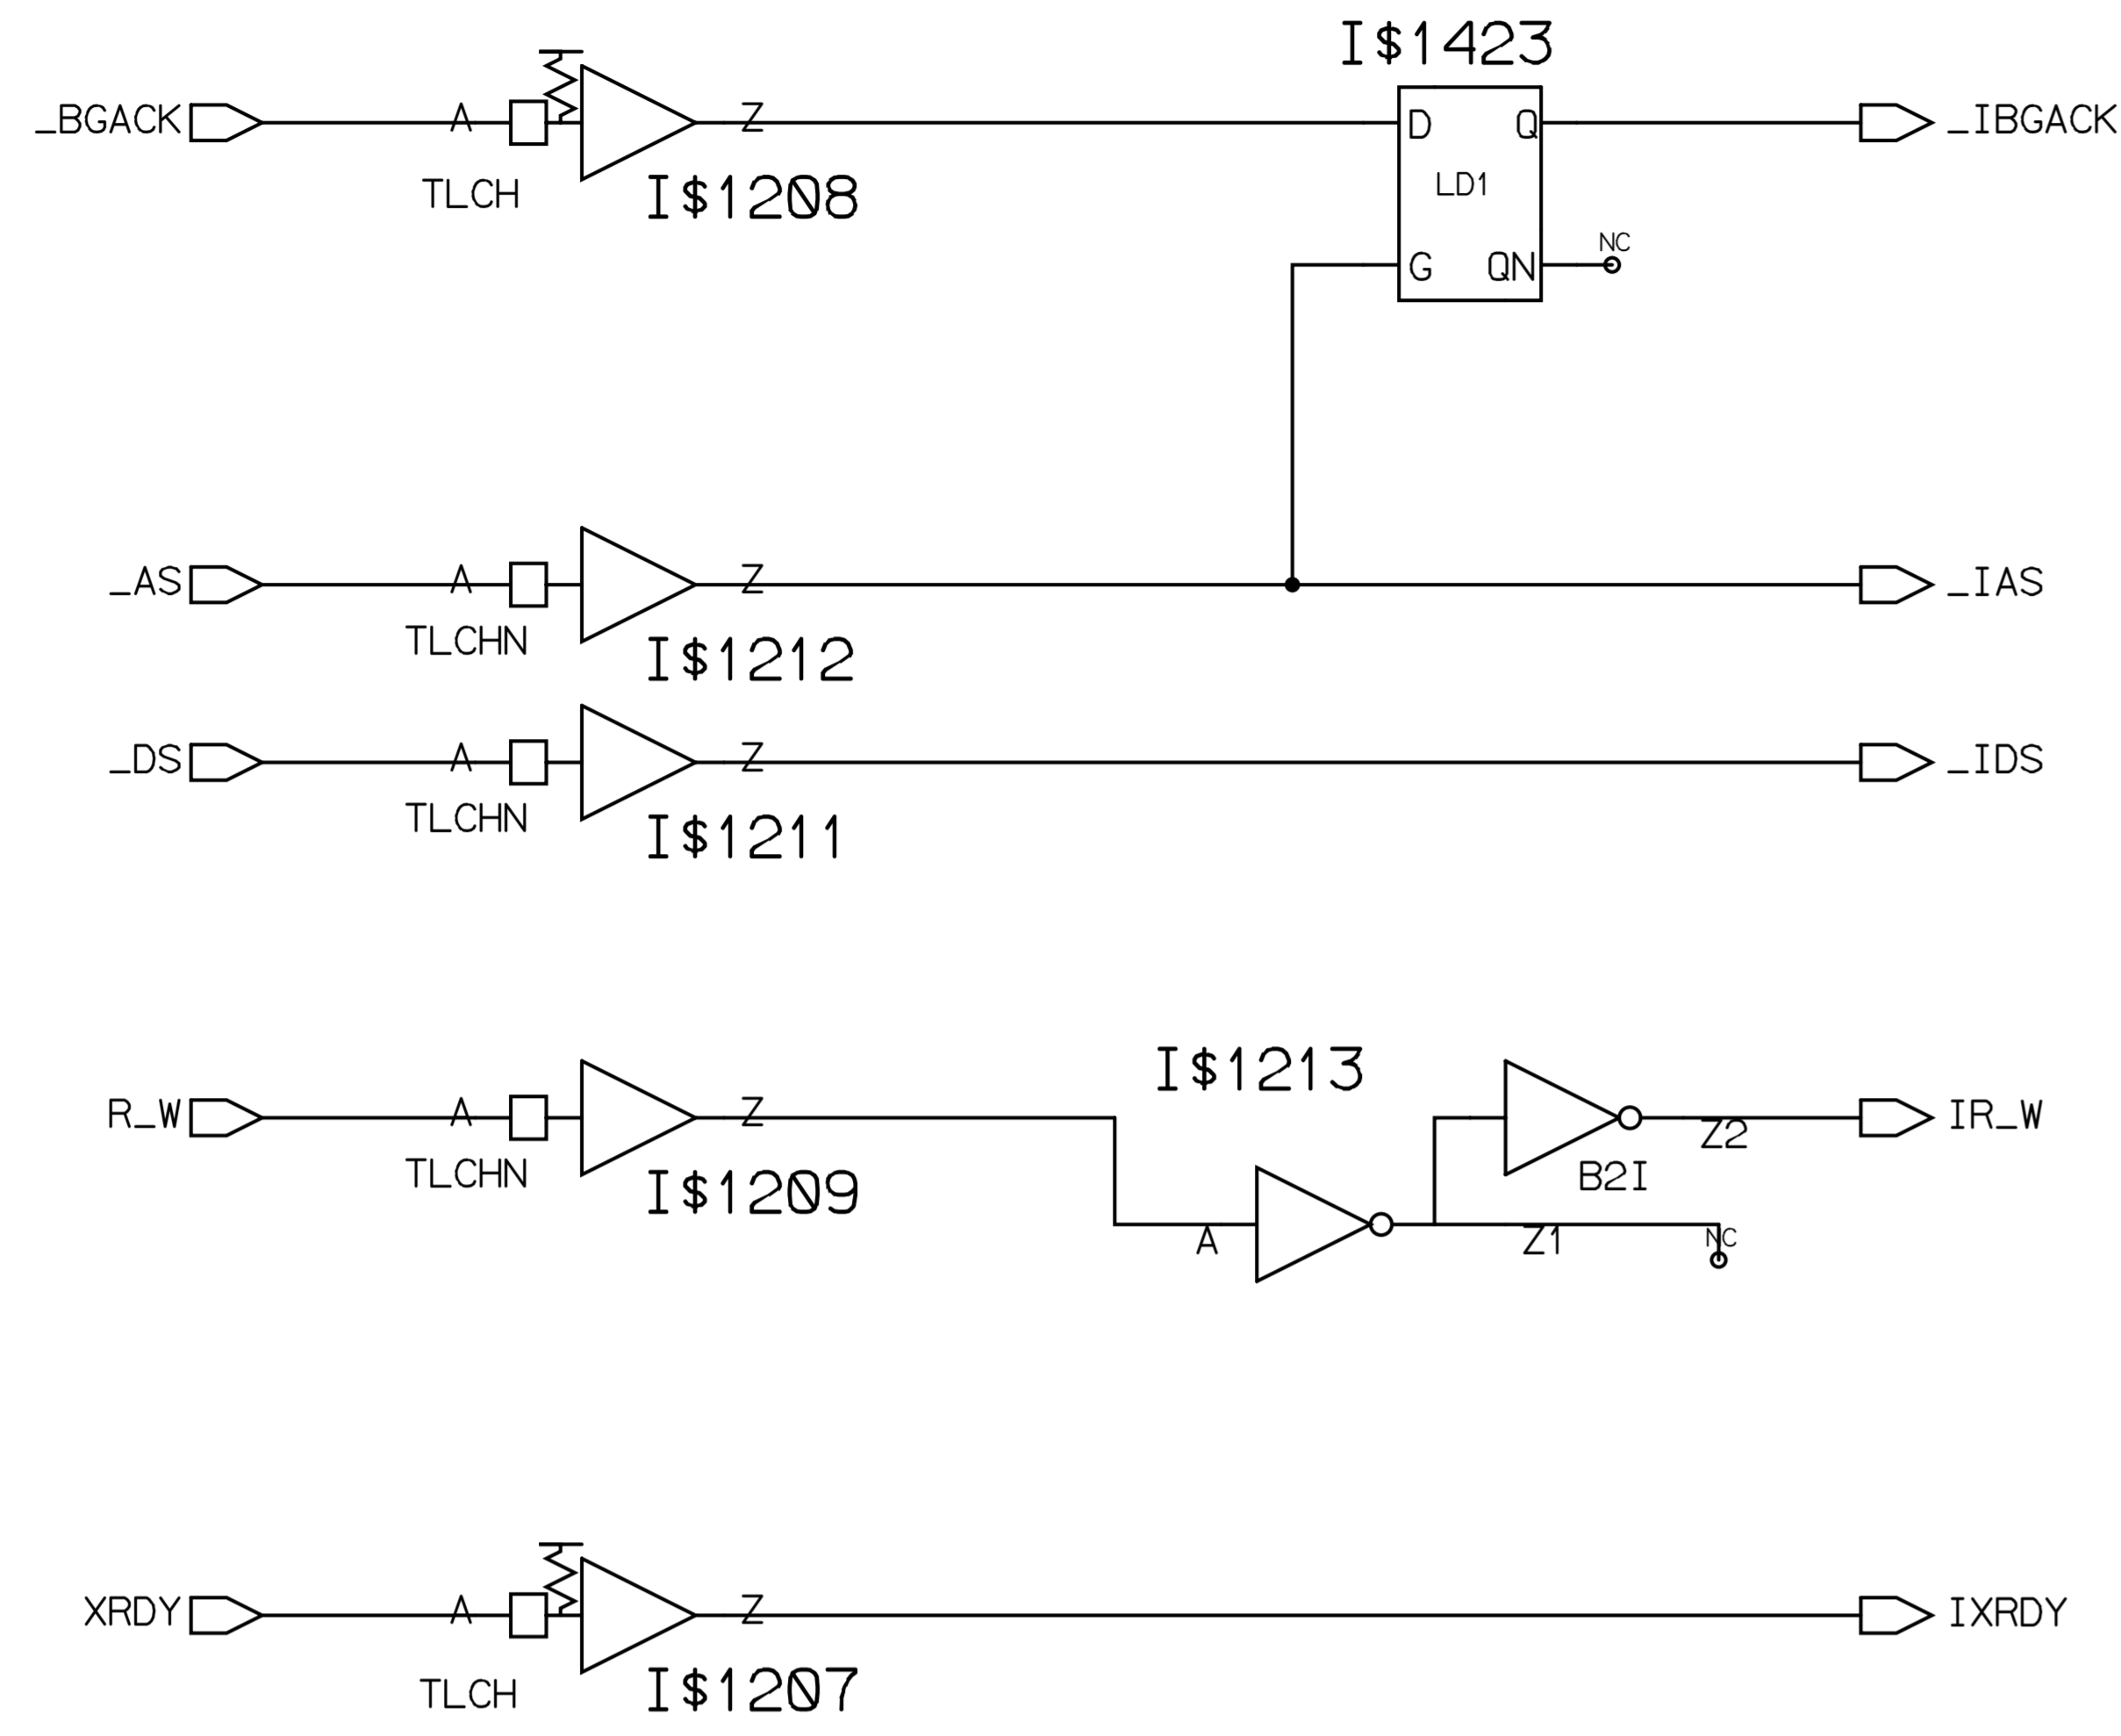 I$1423
_BGACK A Z D Q _IBGACK
TLCH I$1208 LD1
G QN NC
_AS A Z _IAS
TLCHN I$1212
_DS A Z _IDS
TLCHN I$1211
I$1213
R_W A Z Z2 IR_W
TLCHN I$1209 B2I
A Z1 NC
XRDY A Z IXRDY
TLCH I$1207